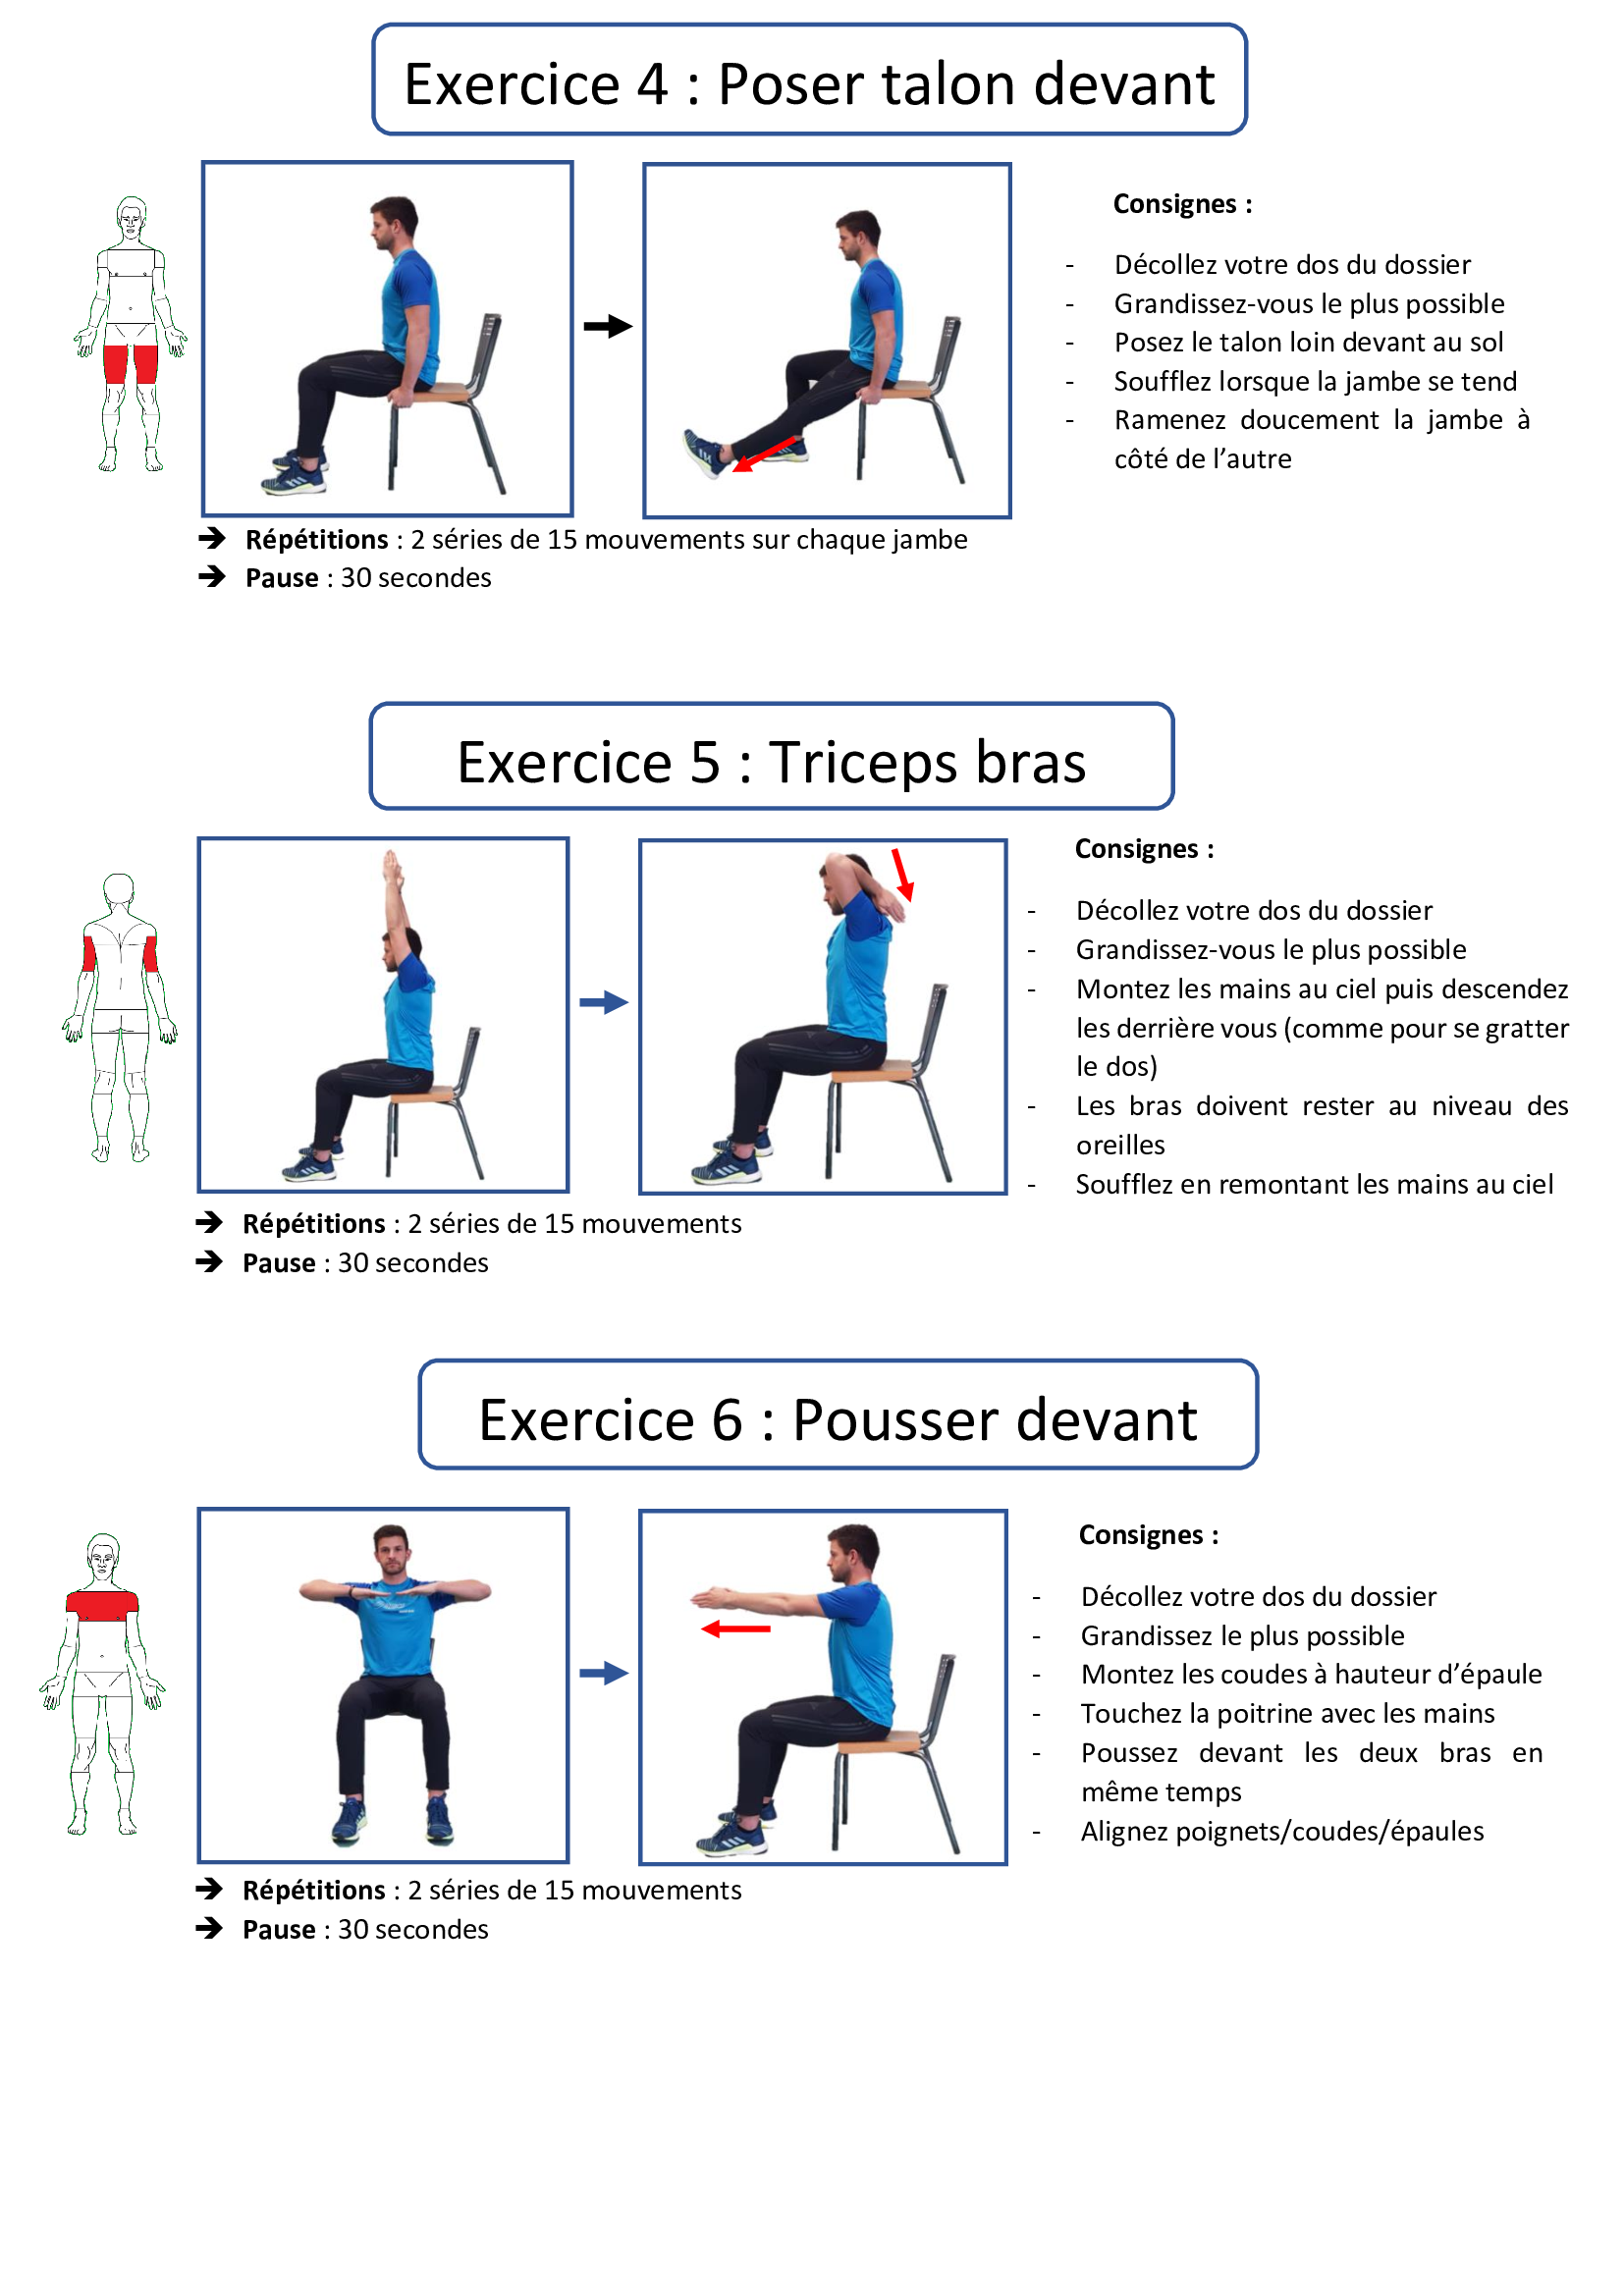 Exercice 4 : Poser talon devant
Consignes :
- Décollez votre dos du dossier
- Grandissez-vous le plus possible
- Posez le talon loin devant au sol
- Soufflez lorsque la jambe se tend
- Ramenez doucement la jambe à
côté de l’autre
➔ Répétitions : 2 séries de 15 mouvements sur chaque jambe
➔ Pause : 30 secondes
Exercice 5 : Triceps bras
Consignes :
- Décollez votre dos du dossier
- Grandissez-vous le plus possible
- Montez les mains au ciel puis descendez
les derrière vous (comme pour se gratter
le dos)
- Les bras doivent rester au niveau des
oreilles
- Soufflez en remontant les mains au ciel
➔ Répétitions : 2 séries de 15 mouvements
➔ Pause : 30 secondes
Exercice 6 : Pousser devant
Consignes :
- Décollez votre dos du dossier
- Grandissez le plus possible
- Montez les coudes à hauteur d’épaule
- Touchez la poitrine avec les mains
- Poussez devant les deux bras en
même temps
- Alignez poignets/coudes/épaules
➔ Répétitions : 2 séries de 15 mouvements
➔ Pause : 30 secondes